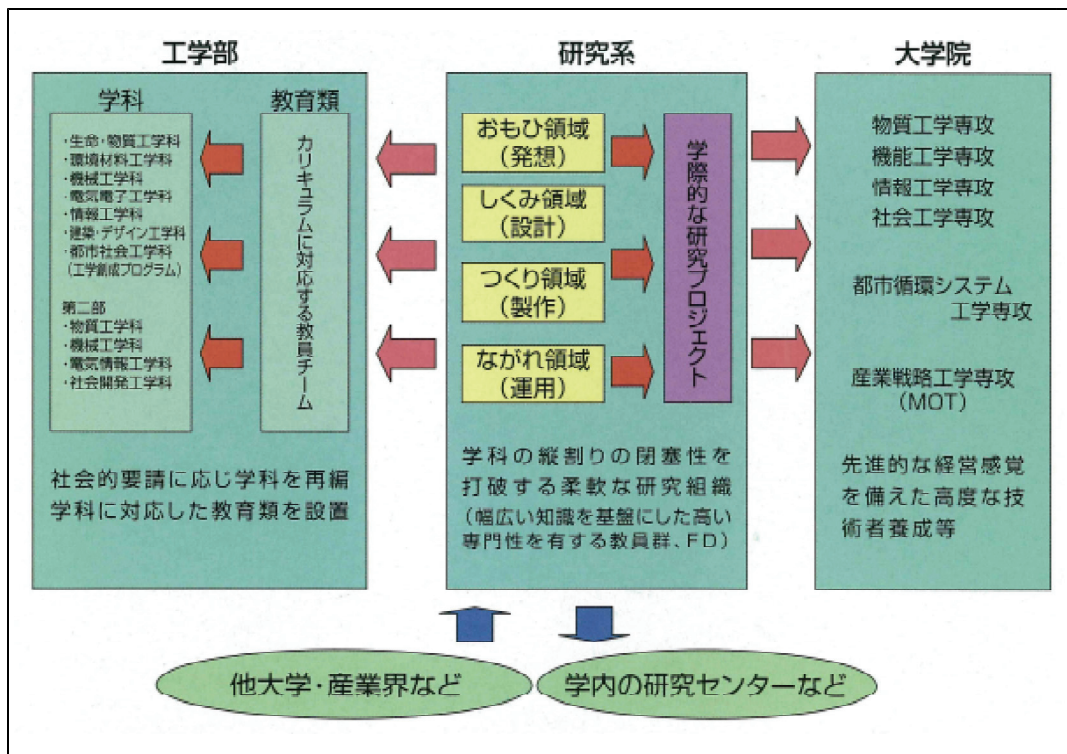 工学部
学科
・生命・物質工学科
・環境材料工学科
・機械工学科
・電気電子工学科
・情報工学科
・建築・デザイン工学科
・都市社会工学科
(工学創成プログラム)
第二部
・物質工学科
・機械工学科
・電気情報工学科
・社会開発工学科
教育類
カリキュラムに対応する教員チーム
社会的要請に応じ学科を再編
学科に対応した教育類を設置
研究系
おもひ領域
(発想)
しくみ領域
(設計)
つくり領域
(製作)
ながれ領域
(運用)
学際的な研究プロジェクト
学科の縦割りの閉塞性を
打破する柔軟な研究組織
(幅広い知識を基盤にした高い
専門性を有する教員群、FD)
大学院
物質工学専攻
機能工学専攻
情報工学専攻
社会工学専攻
都市循環システム
工学専攻
産業戦略工学専攻
(MOT)
先進的な経営感覚
を備えた高度な技
術者養成等
他大学・産業界など
学内の研究センターなど